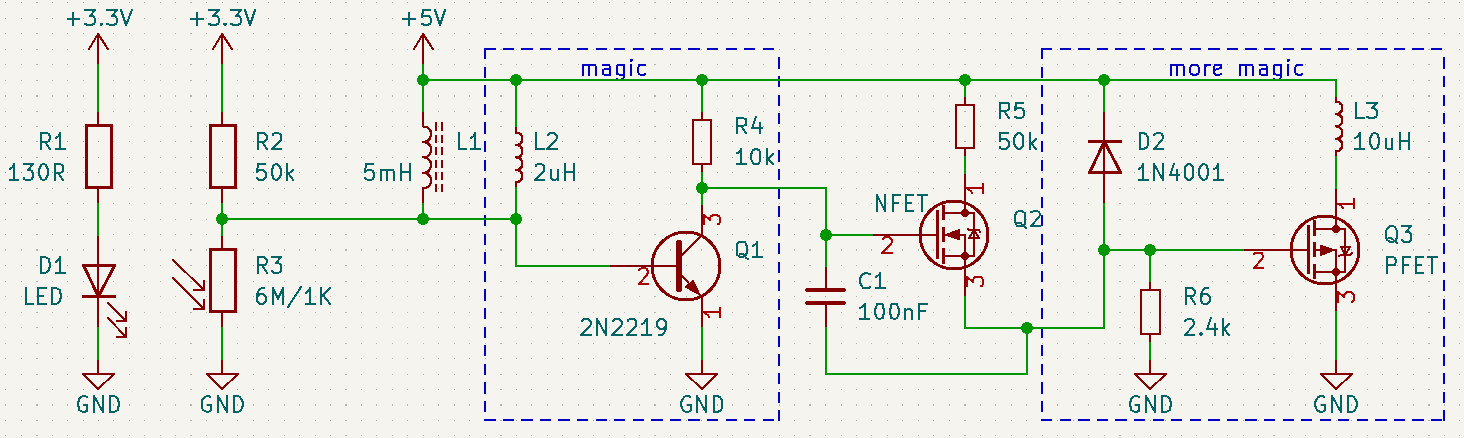 +3.3V
+3.3V
+5V
magic
more magic
R1
130R
R2
50k
L1
5mH
L2
2uH
R4
10k
R5
50k
D2
1N4001
L3
10uH
NFET
1
2
Q2
3
3
Q1
2
1
2N2219
1
2
Q3
PFET
3
D1
LED
R3
6M/1K
C1
100nF
R6
2.4k
GND
GND
GND
GND
GND